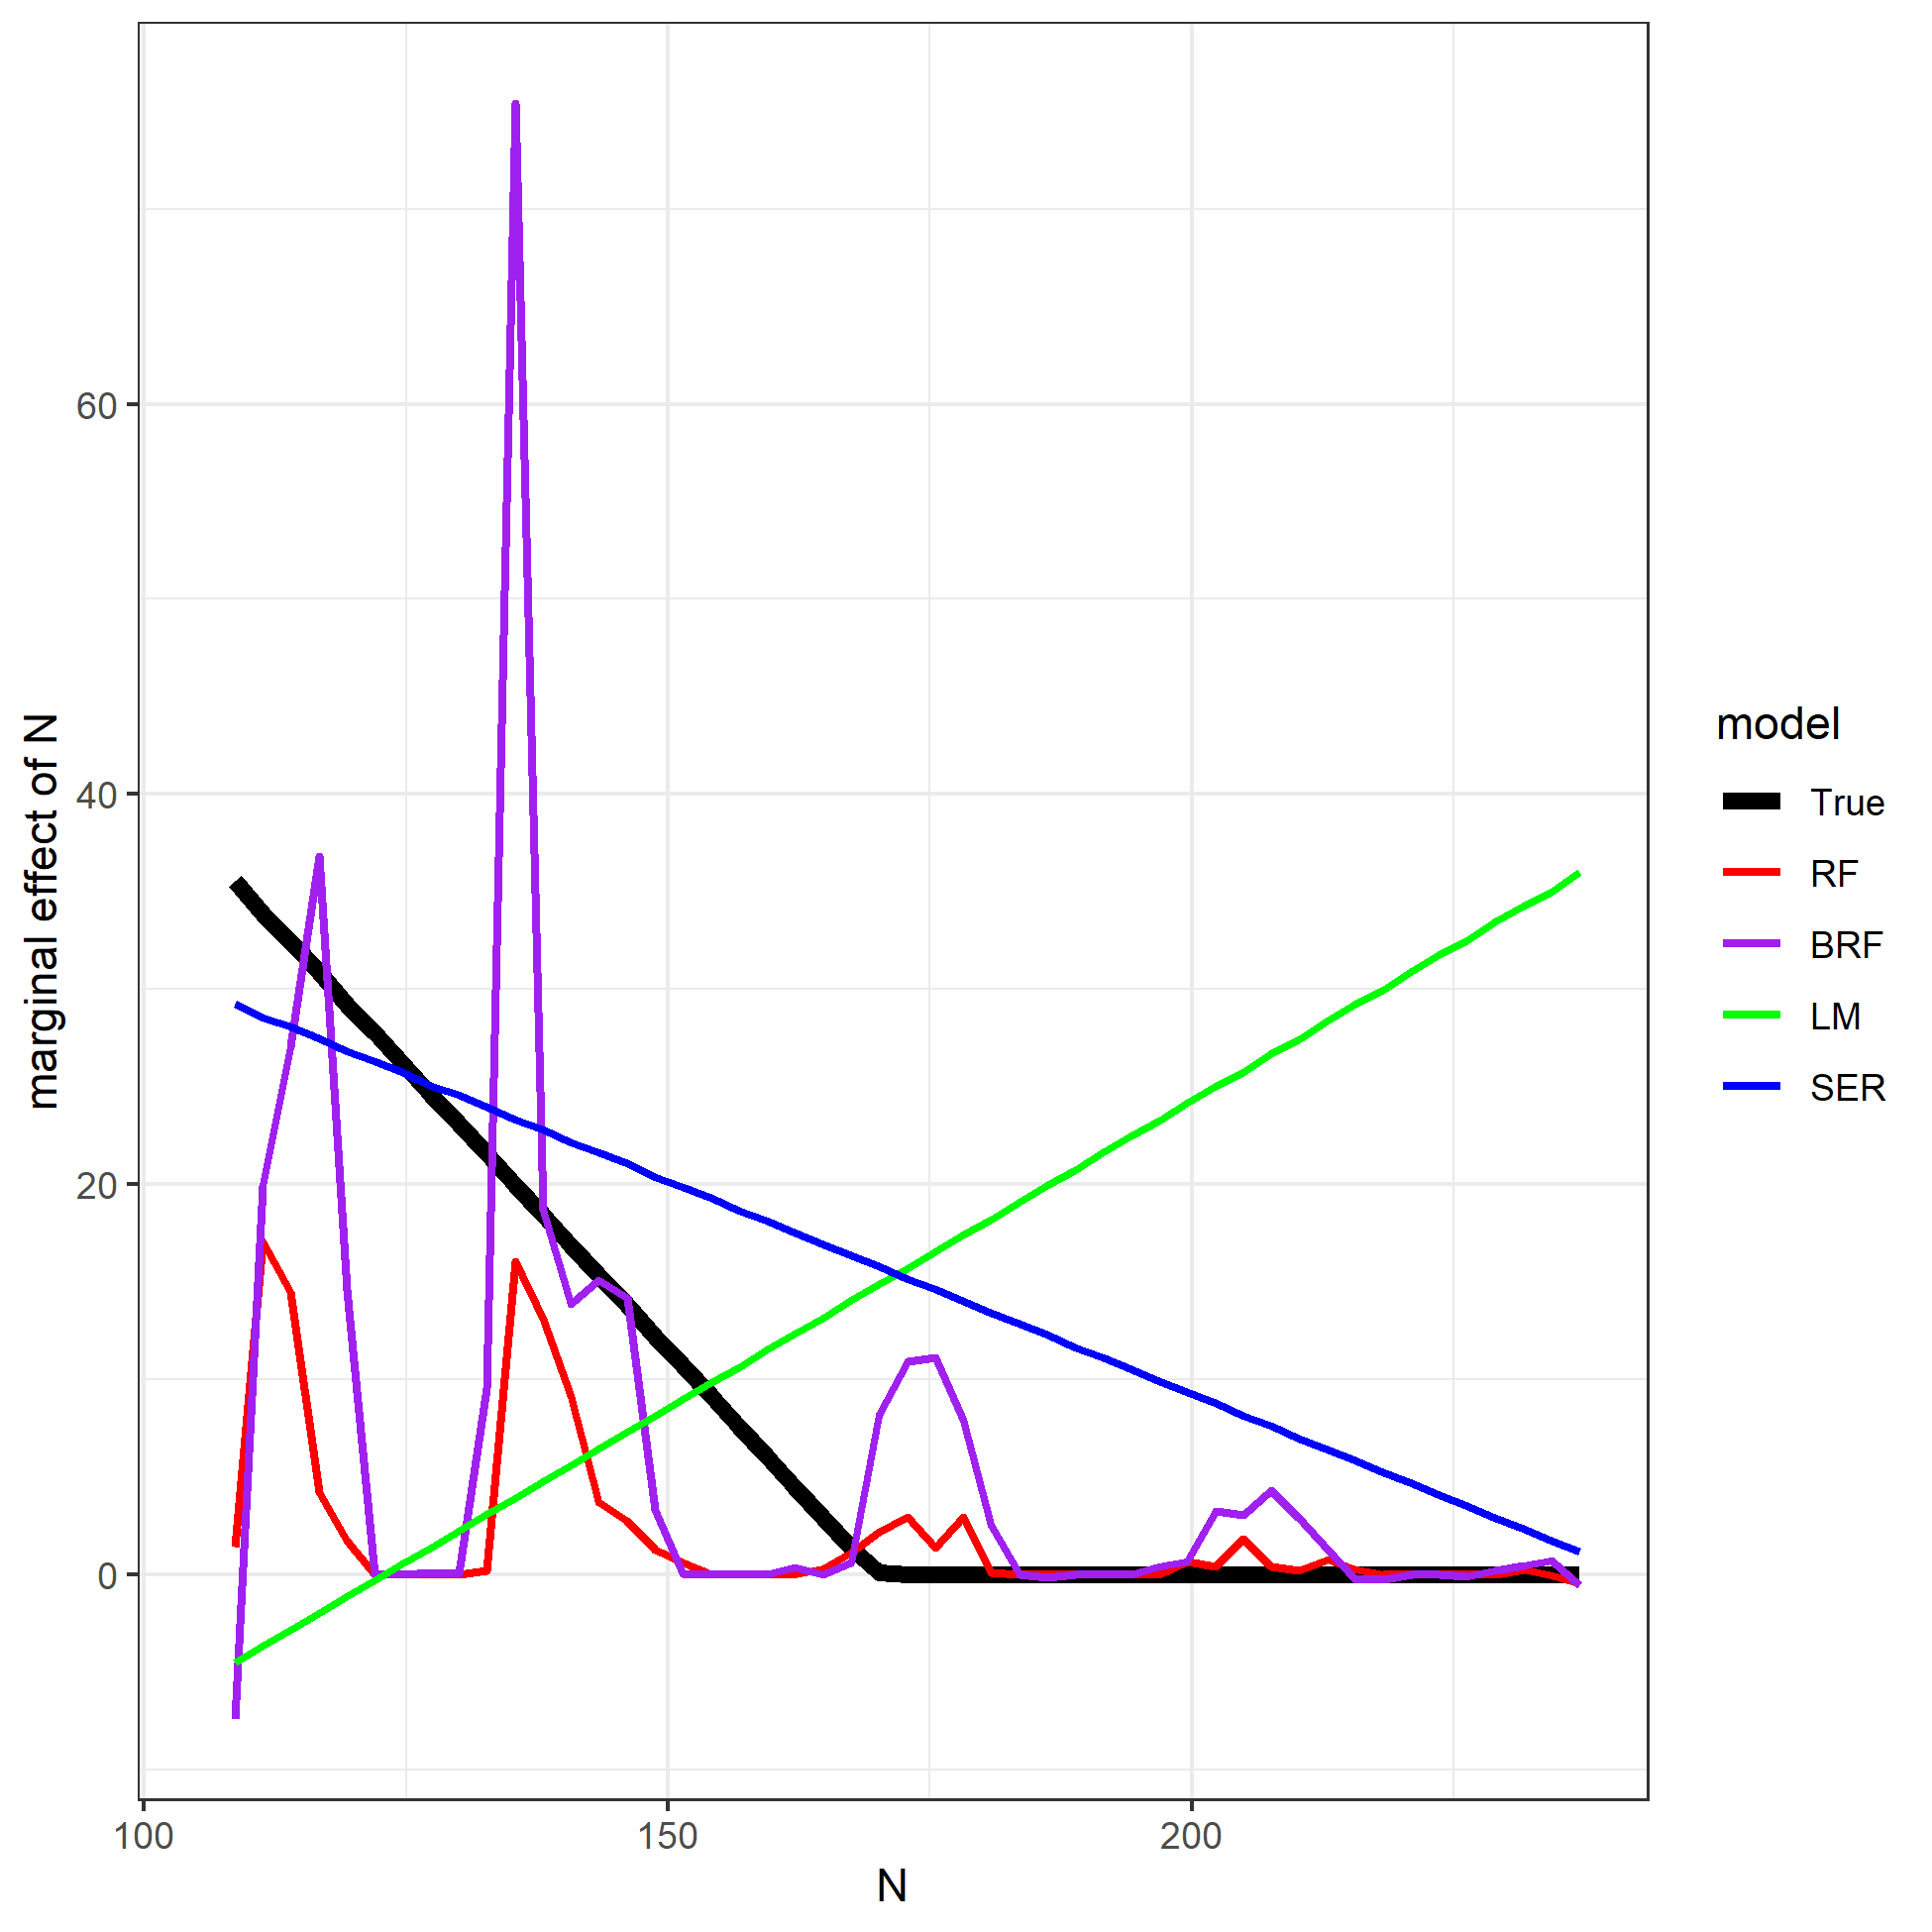 marginal effect of N
60
40
20
0
100
150
200
N
model
True
RF
BRF
LM
SER